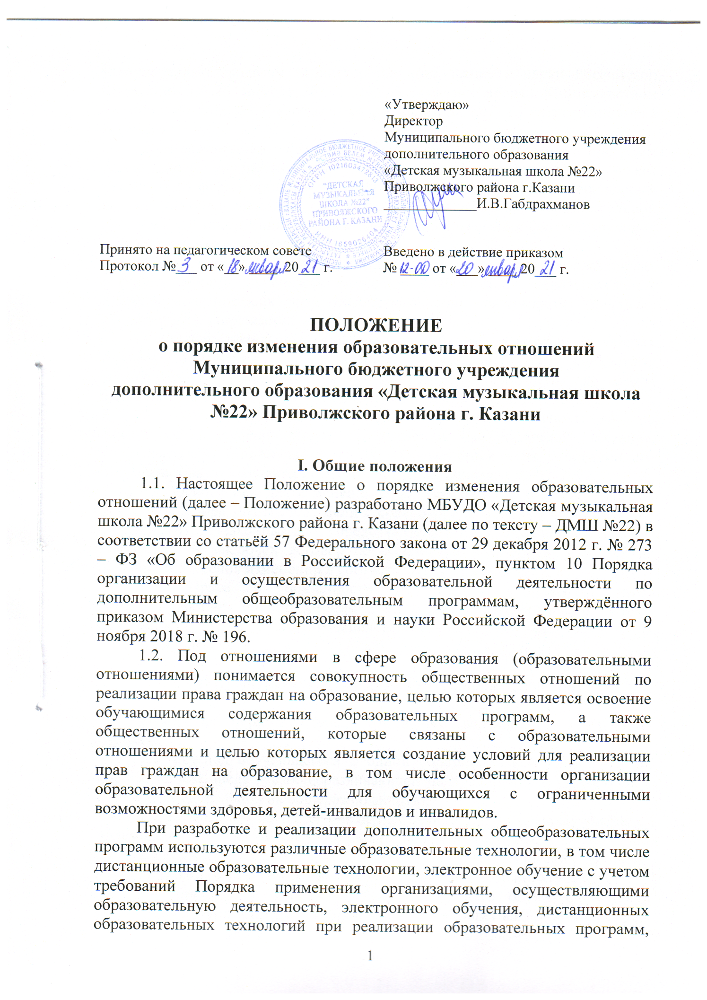 «Утверждаю»
Директор
Муниципального бюджетного учреждения
дополнительного образования
«Детская музыкальная школа №22»
Приволжского района г.Казани
_____________И.В.Габдрахманов
ОГРН 1021603472813
"ДЕТСКАЯ
МУЗЫКАЛЬНАЯ
ШКОЛА №22"
ПРИВОЛЖСКОГО
РАЙОНА Г. КАЗАНИ
ИНН 1659026404
Принято на педагогическом совете
Протокол № 3 от «18» января 2021 г.
Введено в действие приказом
№ 12-ОД от «20» января 2021 г.
ПОЛОЖЕНИЕ
о порядке изменения образовательных отношений
Муниципального бюджетного учреждения
дополнительного образования «Детская музыкальная школа
№22» Приволжского района г. Казани
I. Общие положения
1.1. Настоящее Положение о порядке изменения образовательных
отношений (далее – Положение) разработано МБУДО «Детская музыкальная
школа №22» Приволжского района г. Казани (далее по тексту – ДМШ №22) в
соответствии со статьёй 57 Федерального закона от 29 декабря 2012 г. № 273
– ФЗ «Об образовании в Российской Федерации», пунктом 10 Порядка
организации и осуществления образовательной деятельности по
дополнительным общеобразовательным программам, утверждённого
приказом Министерства образования и науки Российской Федерации от 9
ноября 2018 г. № 196.
1.2. Под отношениями в сфере образования (образовательными
отношениями) понимается совокупность общественных отношений по
реализации права граждан на образование, целью которых является освоение
обучающимися содержания образовательных программ, а также
общественных отношений, которые связаны с образовательными
отношениями и целью которых является создание условий для реализации
прав граждан на образование, в том числе особенности организации
образовательной деятельности для обучающихся с ограниченными
возможностями здоровья, детей-инвалидов и инвалидов.
При разработке и реализации дополнительных общеобразовательных
программ используются различные образовательные технологии, в том числе
дистанционные образовательные технологии, электронное обучение с учетом
требований Порядка применения организациями, осуществляющими
образовательную деятельность, электронного обучения, дистанционных
образовательных технологий при реализации образовательных программ,
1